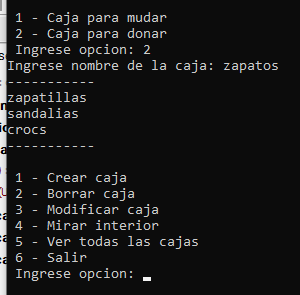 1 - Caja para mudar
2 - Caja para donar
Ingrese opcion: 2
Ingrese nombre de la caja: zapatos
-----------
zapatillas
sandalias
crocs
-----------
1 - Crear caja
2 - Borrar caja
3 - Modificar caja
4 - Mirar interior
5 - Ver todas las cajas
6 - Salir
Ingrese opcion: